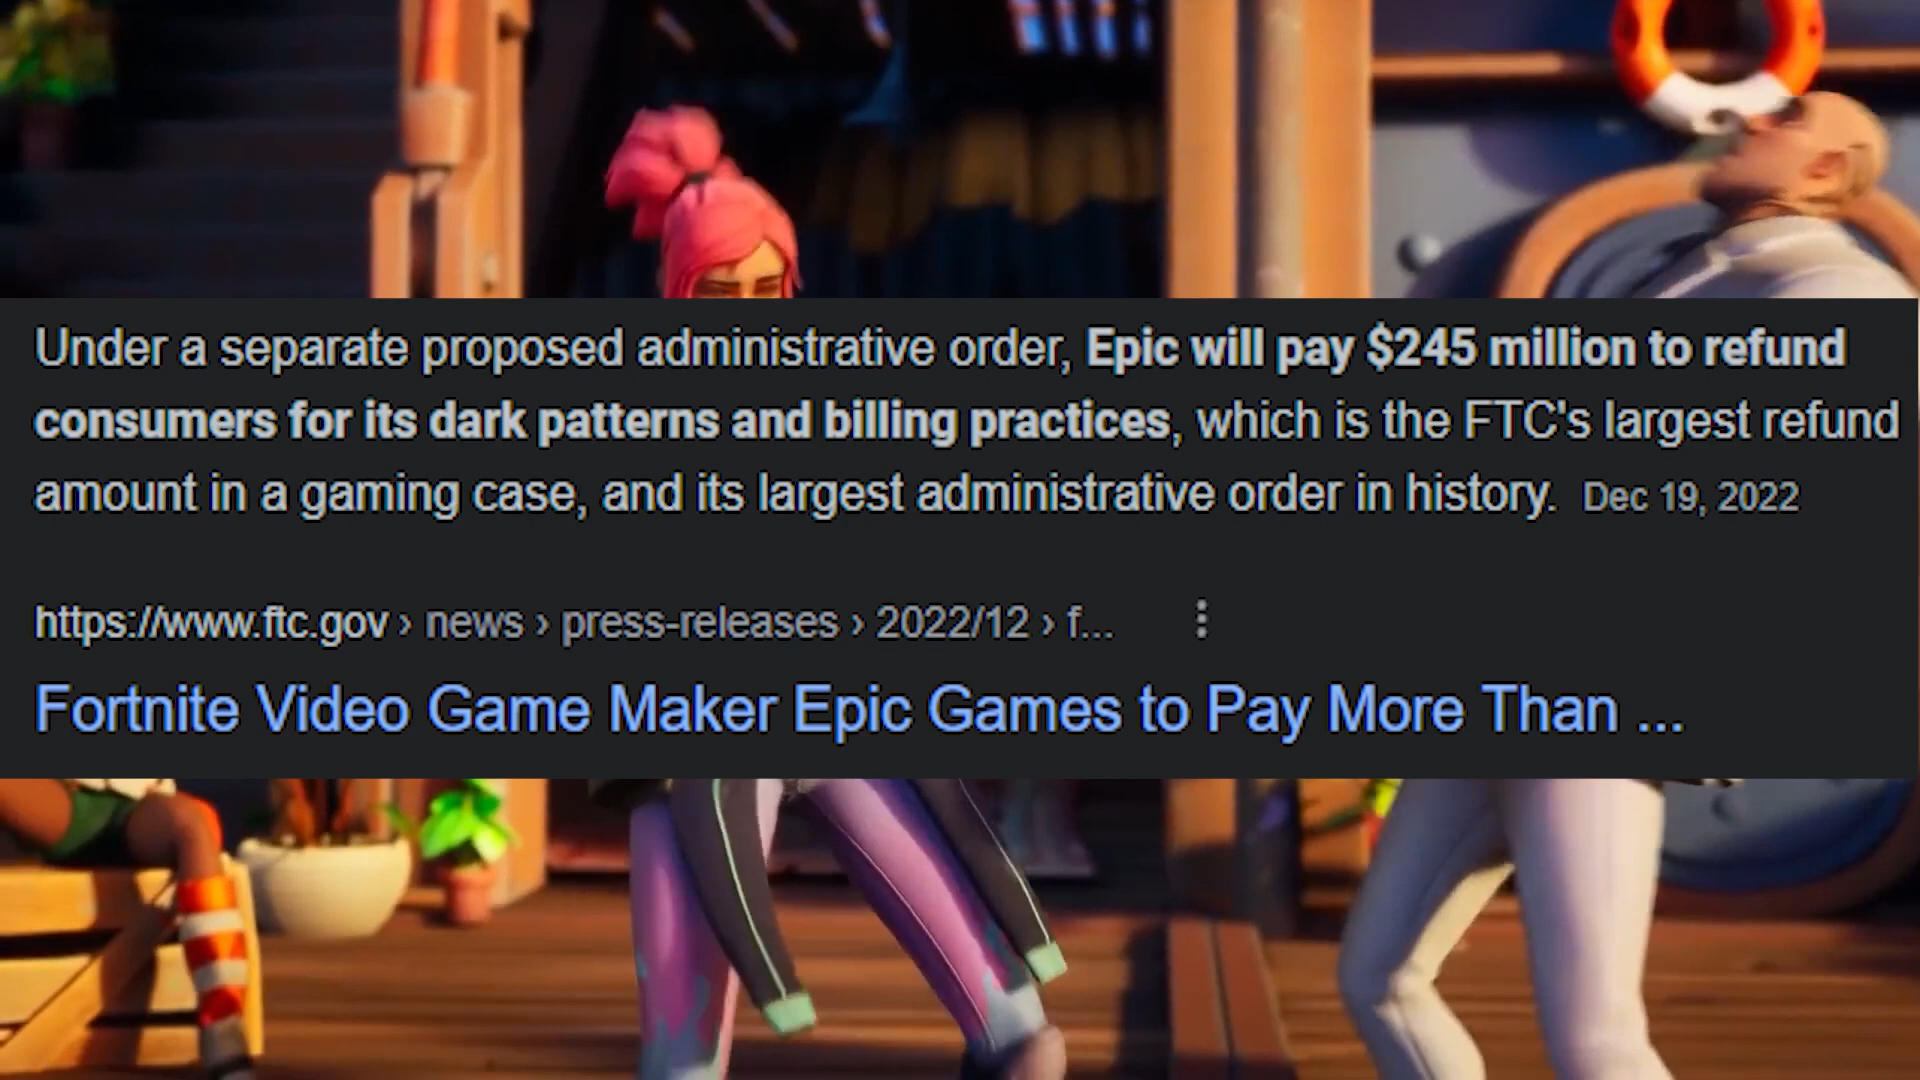 Under a separate proposed administrative order, Epic will pay $245 million to refund
consumers for its dark patterns and billing practices, which is the FTC's largest refund
amount in a gaming case, and its largest administrative order in history. Dec 19, 2022
https://www.ftc.gov › news › press-releases › 2022/12 › f...
Fortnite Video Game Maker Epic Games to Pay More Than ...